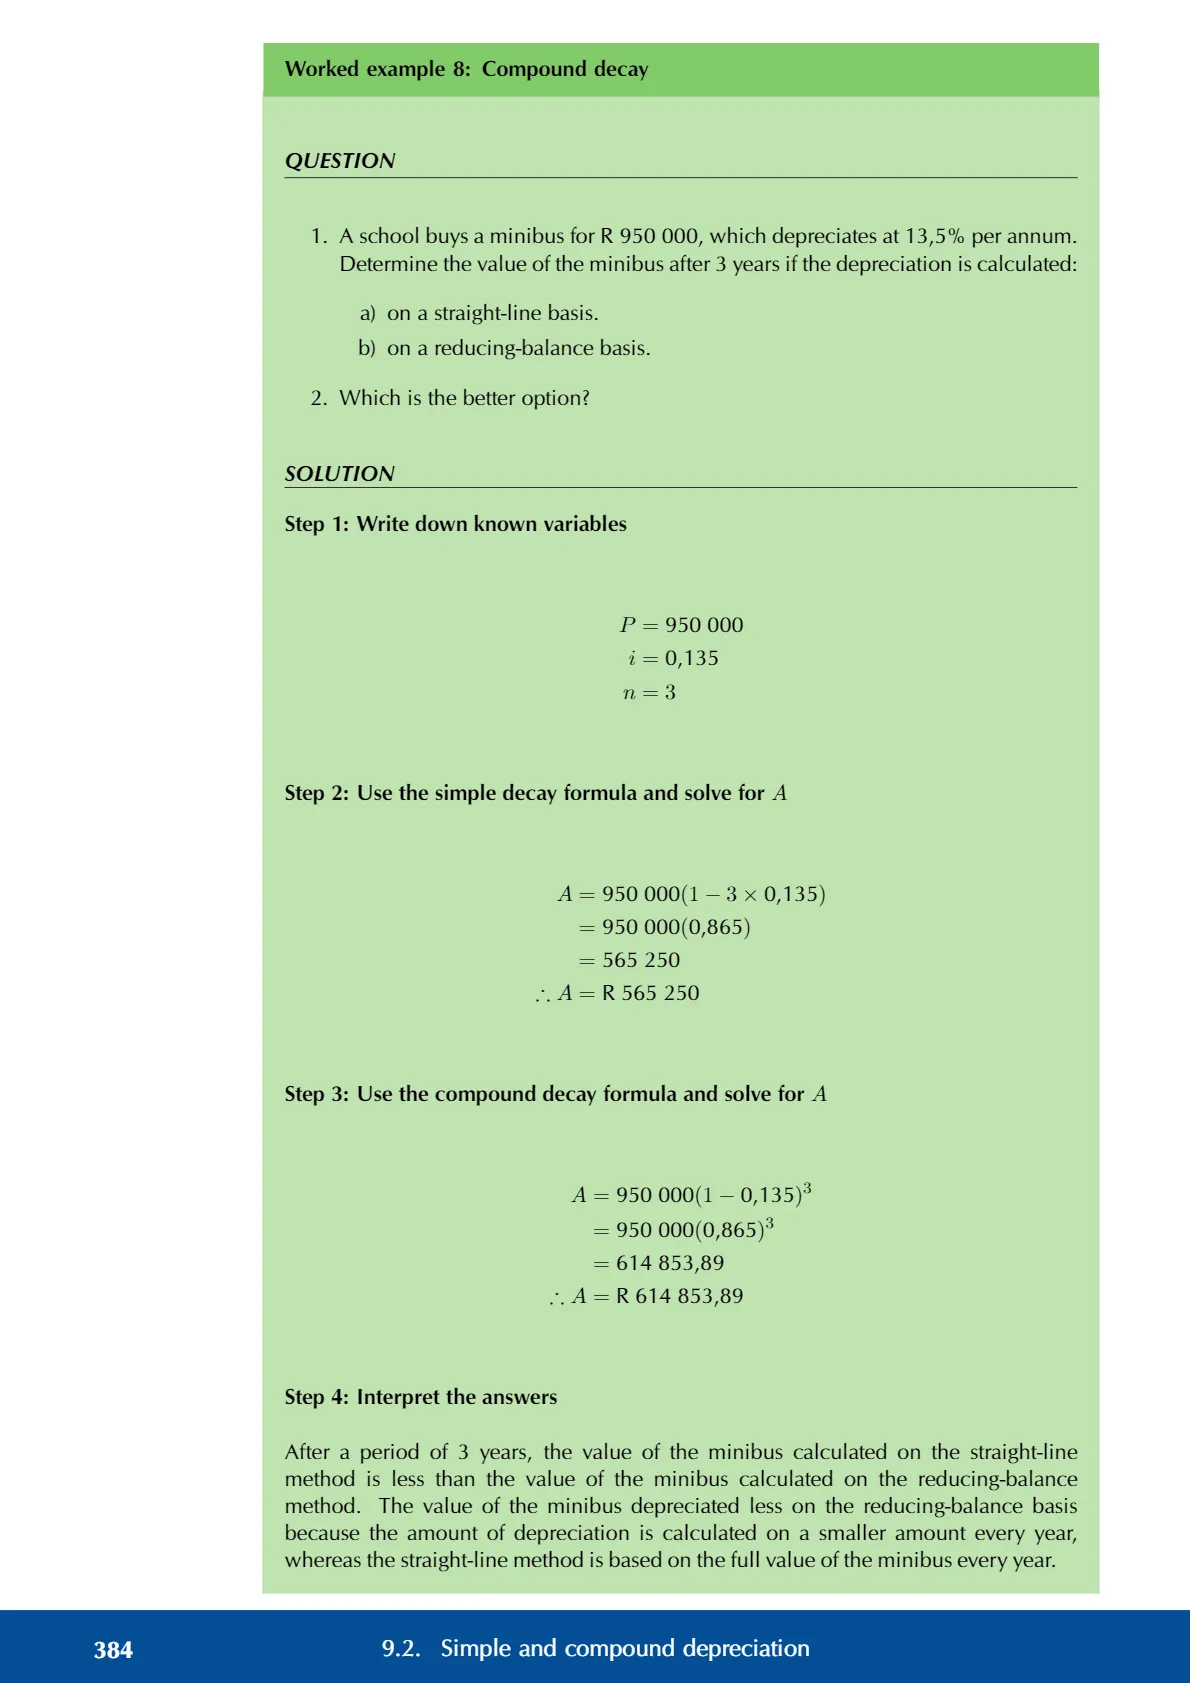 Worked example 8: Compound decay
QUESTION
1. A school buys a minibus for R 950 000, which depreciates at 13,5% per annum.
Determine the value of the minibus after 3 years if the depreciation is calculated:
a) on a straight-line basis.
b) on a reducing-balance basis.
2. Which is the better option?
SOLUTION
Step 1: Write down known variables
P = 950 000
i = 0,135
n = 3
Step 2: Use the simple decay formula and solve for A
A = 950 000(1 − 3 × 0,135)
= 950 000(0,865)
= 565 250
∴ A = R 565 250
Step 3: Use the compound decay formula and solve for A
A = 950 000(1 − 0,135)³
= 950 000(0,865)³
= 614 853,89
∴ A = R 614 853,89
Step 4: Interpret the answers
After a period of 3 years, the value of the minibus calculated on the straight-line
method is less than the value of the minibus calculated on the reducing-balance
method. The value of the minibus depreciated less on the reducing-balance basis
because the amount of depreciation is calculated on a smaller amount every year,
whereas the straight-line method is based on the full value of the minibus every year.
384 9.2. Simple and compound depreciation